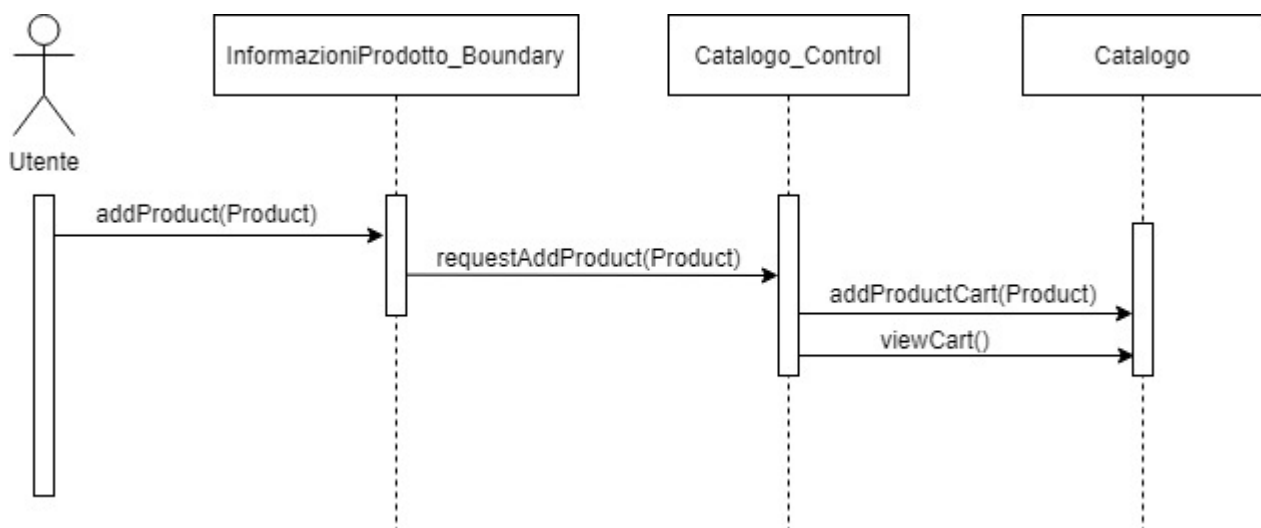 InformazioniProdotto_Boundary
Catalogo_Control
Catalogo
Utente
addProduct(Product)
requestAddProduct(Product)
addProductCart(Product)
viewCart()